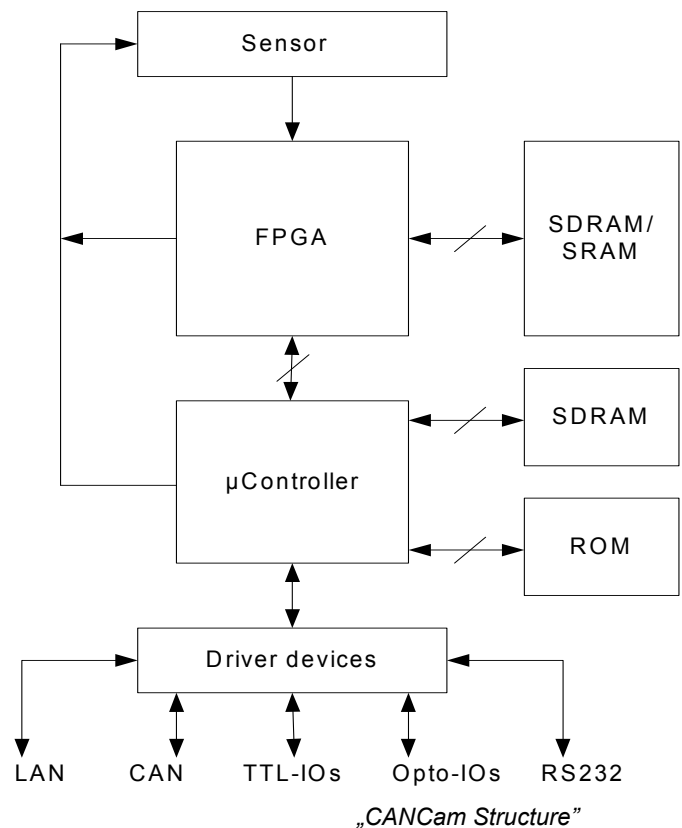 Sensor
FPGA
SDRAM/
SRAM
SDRAM
µController
ROM
Driver devices
LAN
CAN
TTL-IOs
Opto-IOs
RS232
„CANCam Structure”